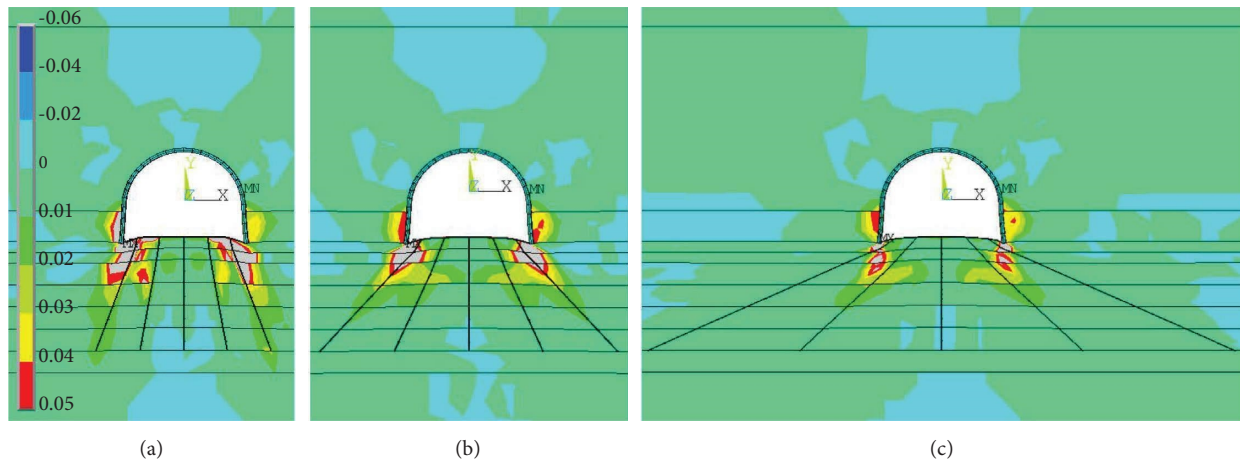 -0.06
-0.04
-0.02
0
0.01
0.02
0.03
0.04
0.05
Y
Z X
MN
MX
Y
Z X
MN
MX
Y
Z X
MN
MX
(a) (b) (c)